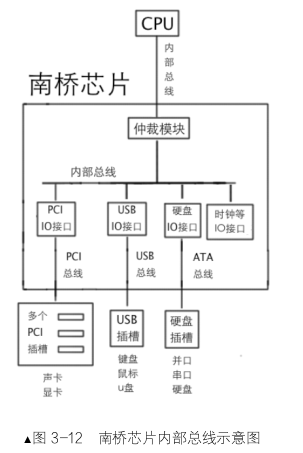 CPU
内
部
总
线
南桥芯片
仲裁模块
内部总线
PCI
IO接口
USB
IO接口
硬盘
IO接口
时钟等
IO接口
PCI
总线
USB
总线
ATA
总线
多个
PCI
插槽
USB
插槽
硬盘
插槽
声卡
显卡
键盘
鼠标
u盘
并口
串口
硬盘
▲图 3-12 南桥芯片内部总线示意图